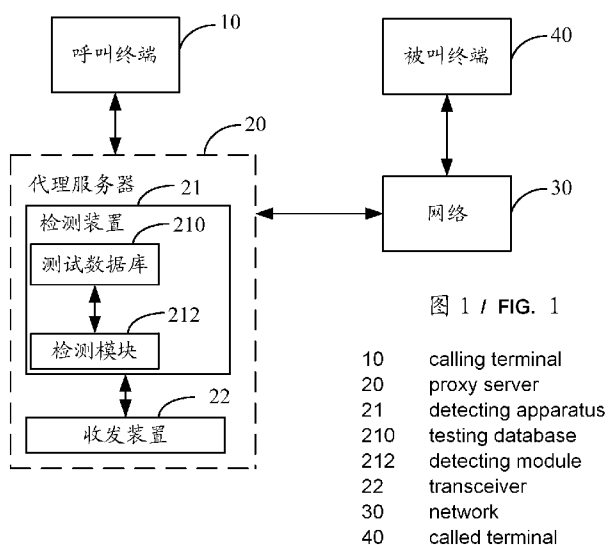 10
呼叫终端
40
被叫终端
20
代理服务器
21
检测装置
210
测试数据库
212
检测模块
22
收发装置
30
网络
图 1 / FIG. 1
10 calling terminal
20 proxy server
21 detecting apparatus
210 testing database
212 detecting module
22 transceiver
30 network
40 called terminal